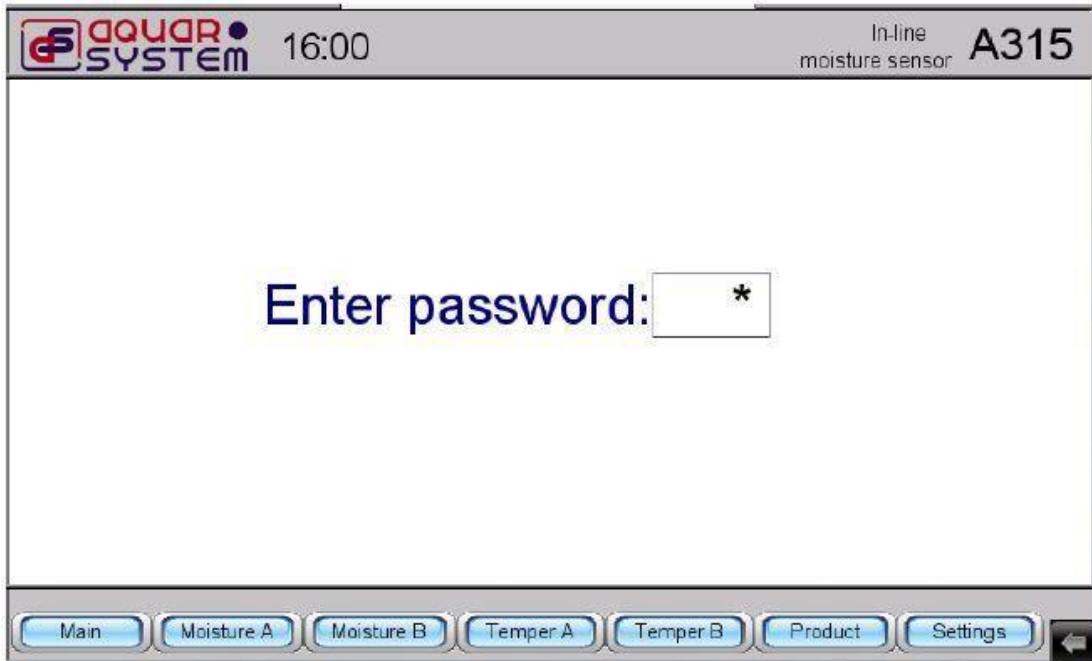 AQUAR
SYSTEM
16:00
In-line
moisture sensor
A315
Enter password: *
Main
Moisture A
Moisture B
Temper A
Temper B
Product
Settings